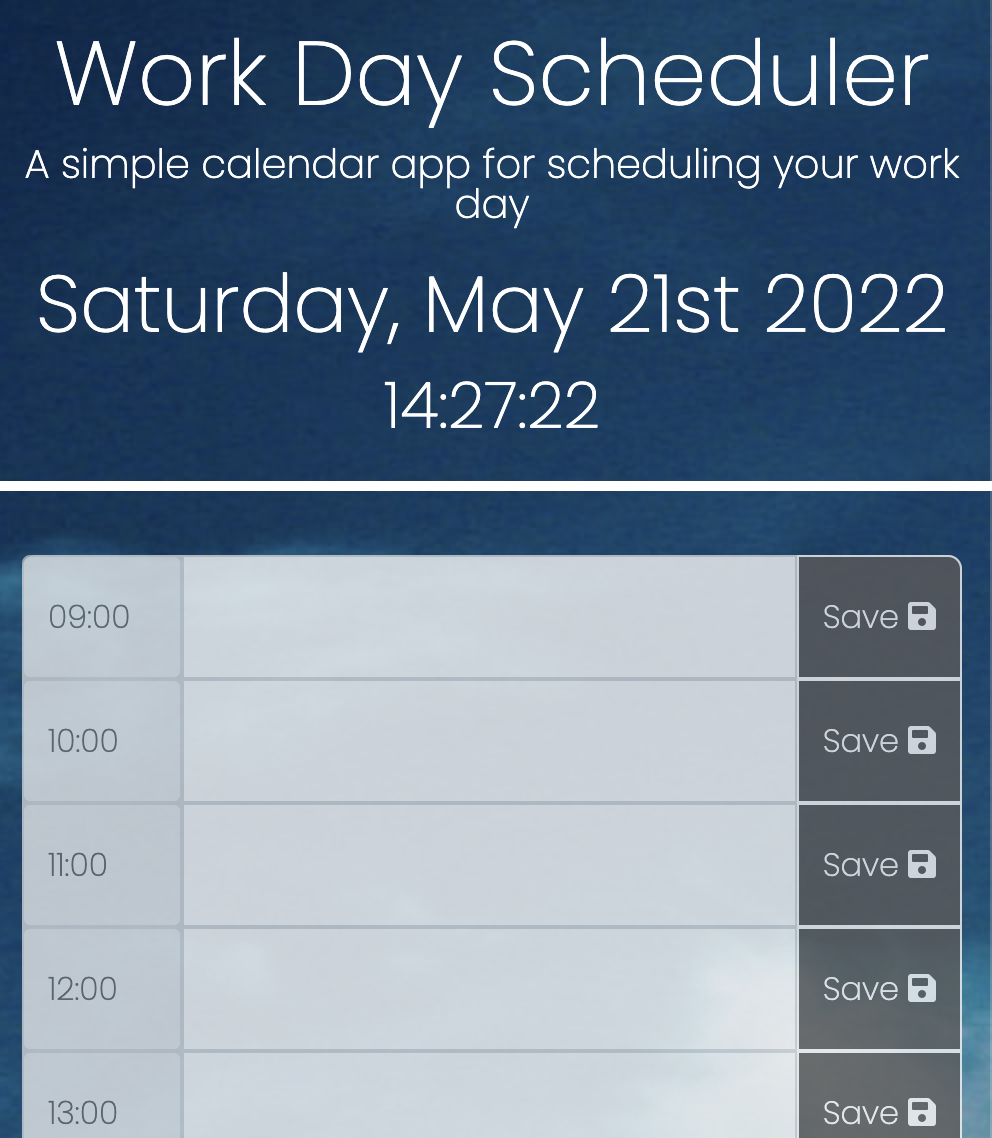 Work Day Scheduler
A simple calendar app for scheduling your work
day
Saturday, May 21st 2022
14:27:22
09:00 Save
10:00 Save
11:00 Save
12:00 Save
13:00 Save